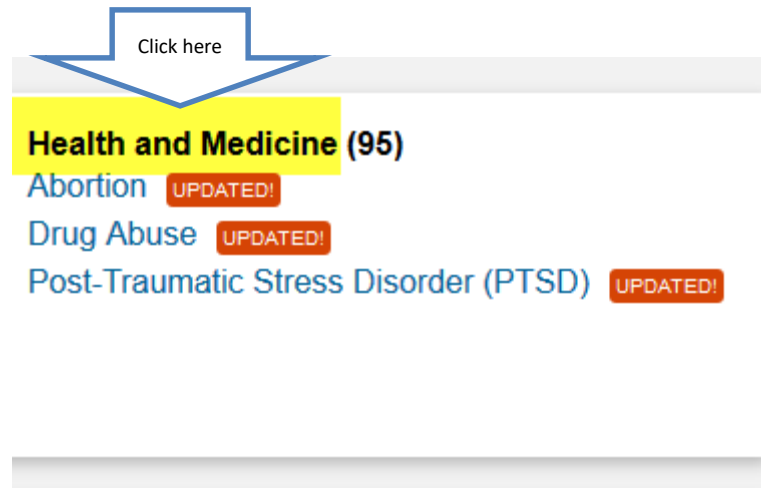 Click here
Health and Medicine (95)
Abortion UPDATED!
Drug Abuse UPDATED!
Post-Traumatic Stress Disorder (PTSD) UPDATED!